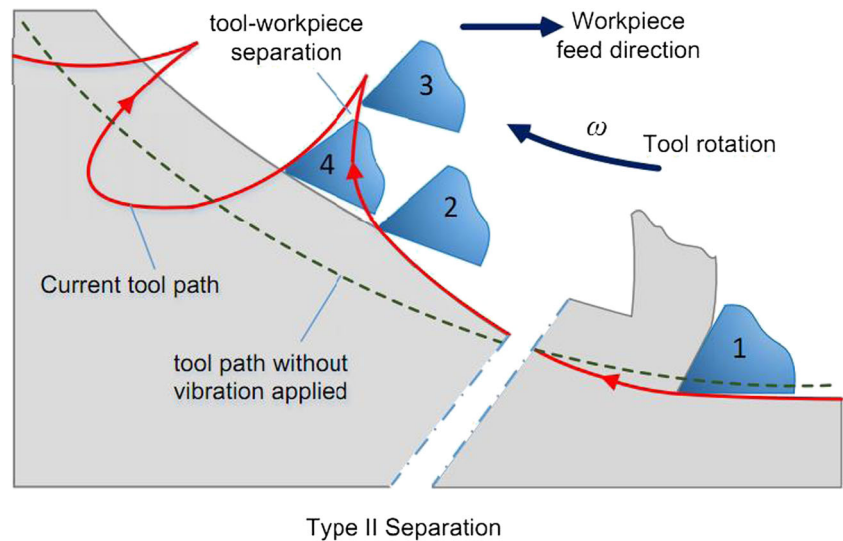 tool-workpiece
separation
Workpiece
feed direction
3
ω
Tool rotation
4
2
Current tool path
1
tool path without
vibration applied
Type II Separation